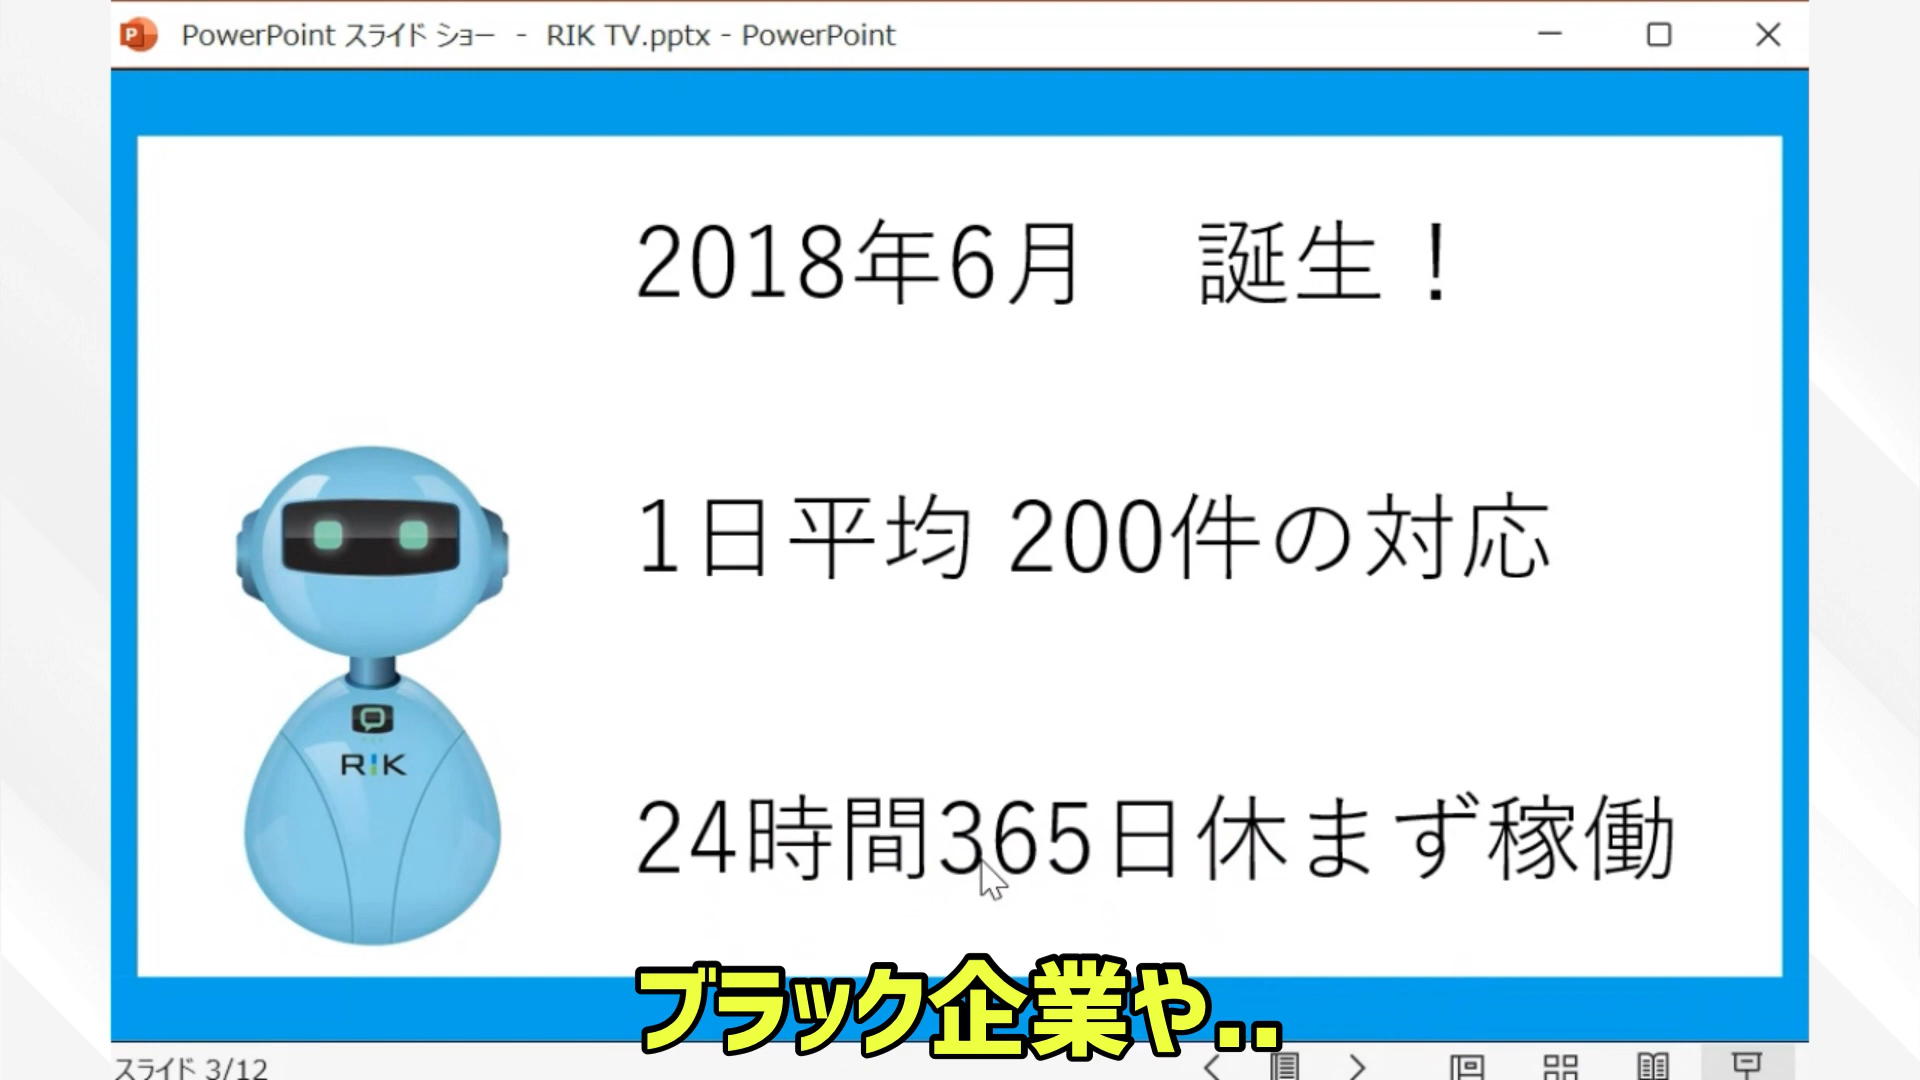 PowerPoint スライド ショー - RIK TV.pptx - PowerPoint
2018年6月　誕生！
1日平均 200件の対応
RiK
24時間365日休まず稼働
ブラック企業や..
スライド 3/12